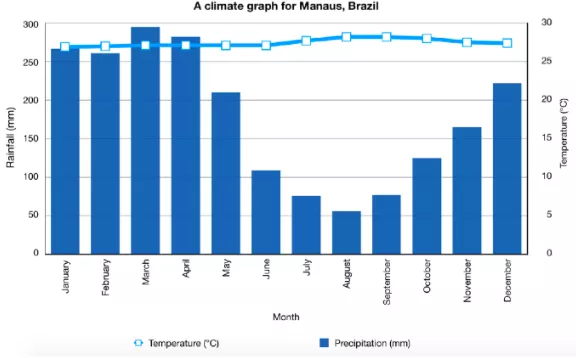 A climate graph for Manaus, Brazil
Rainfall (mm)
300
250
200
150
100
50
0
30
25
20
15
10
5
0
Temperature (°C)
January
February
March
April
May
June
July
August
September
October
November
December
Month
Temperature (°C)
Precipitation (mm)